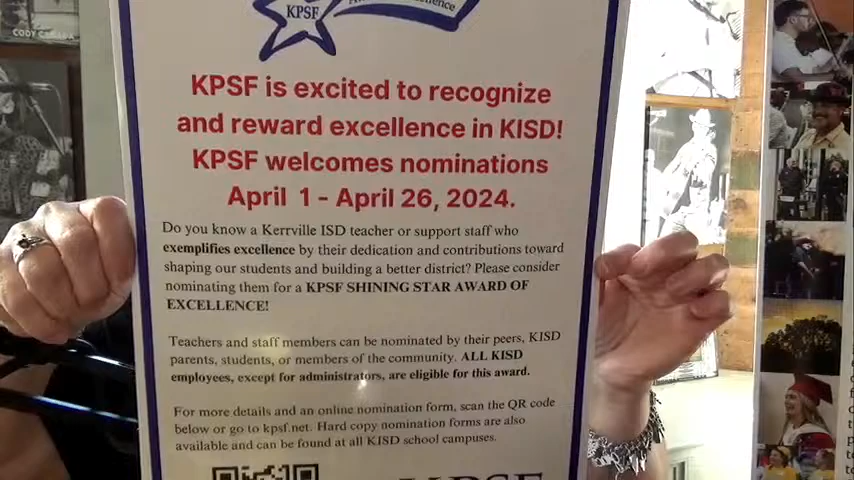 CODY CANADA
KPSF
Excellence
KPSF is excited to recognize
and reward excellence in KISD!
KPSF welcomes nominations
April 1 - April 26, 2024.
Do you know a Kerrville ISD teacher or support staff who
exemplifies excellence by their dedication and contributions toward
shaping our students and building a better district? Please consider
nominating them for a KPSF SHINING STAR AWARD OF
EXCELLENCE!
Teachers and staff members can be nominated by their peers, KISD
parents, students, or members of the community. ALL KISD
employees, except for administrators, are eligible for this award.
For more details and an online nomination form, scan the QR code
below or go to kpsf.net. Hard copy nomination forms are also
available and can be found at all KISD school campuses.
KPSF